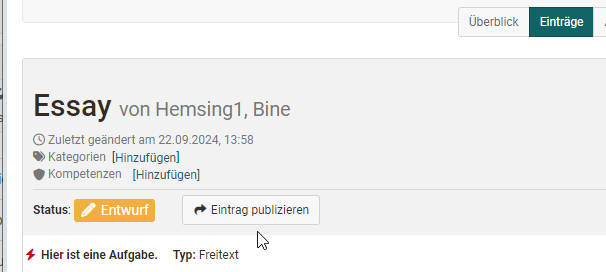 Überblick Einträge
Essay von Hemsing1, Bine
Zuletzt geändert am 22.09.2024, 13:58
Kategorien [Hinzufügen]
Kompetenzen [Hinzufügen]
Status: Entwurf Eintrag publizieren
Hier ist eine Aufgabe. Typ: Freitext